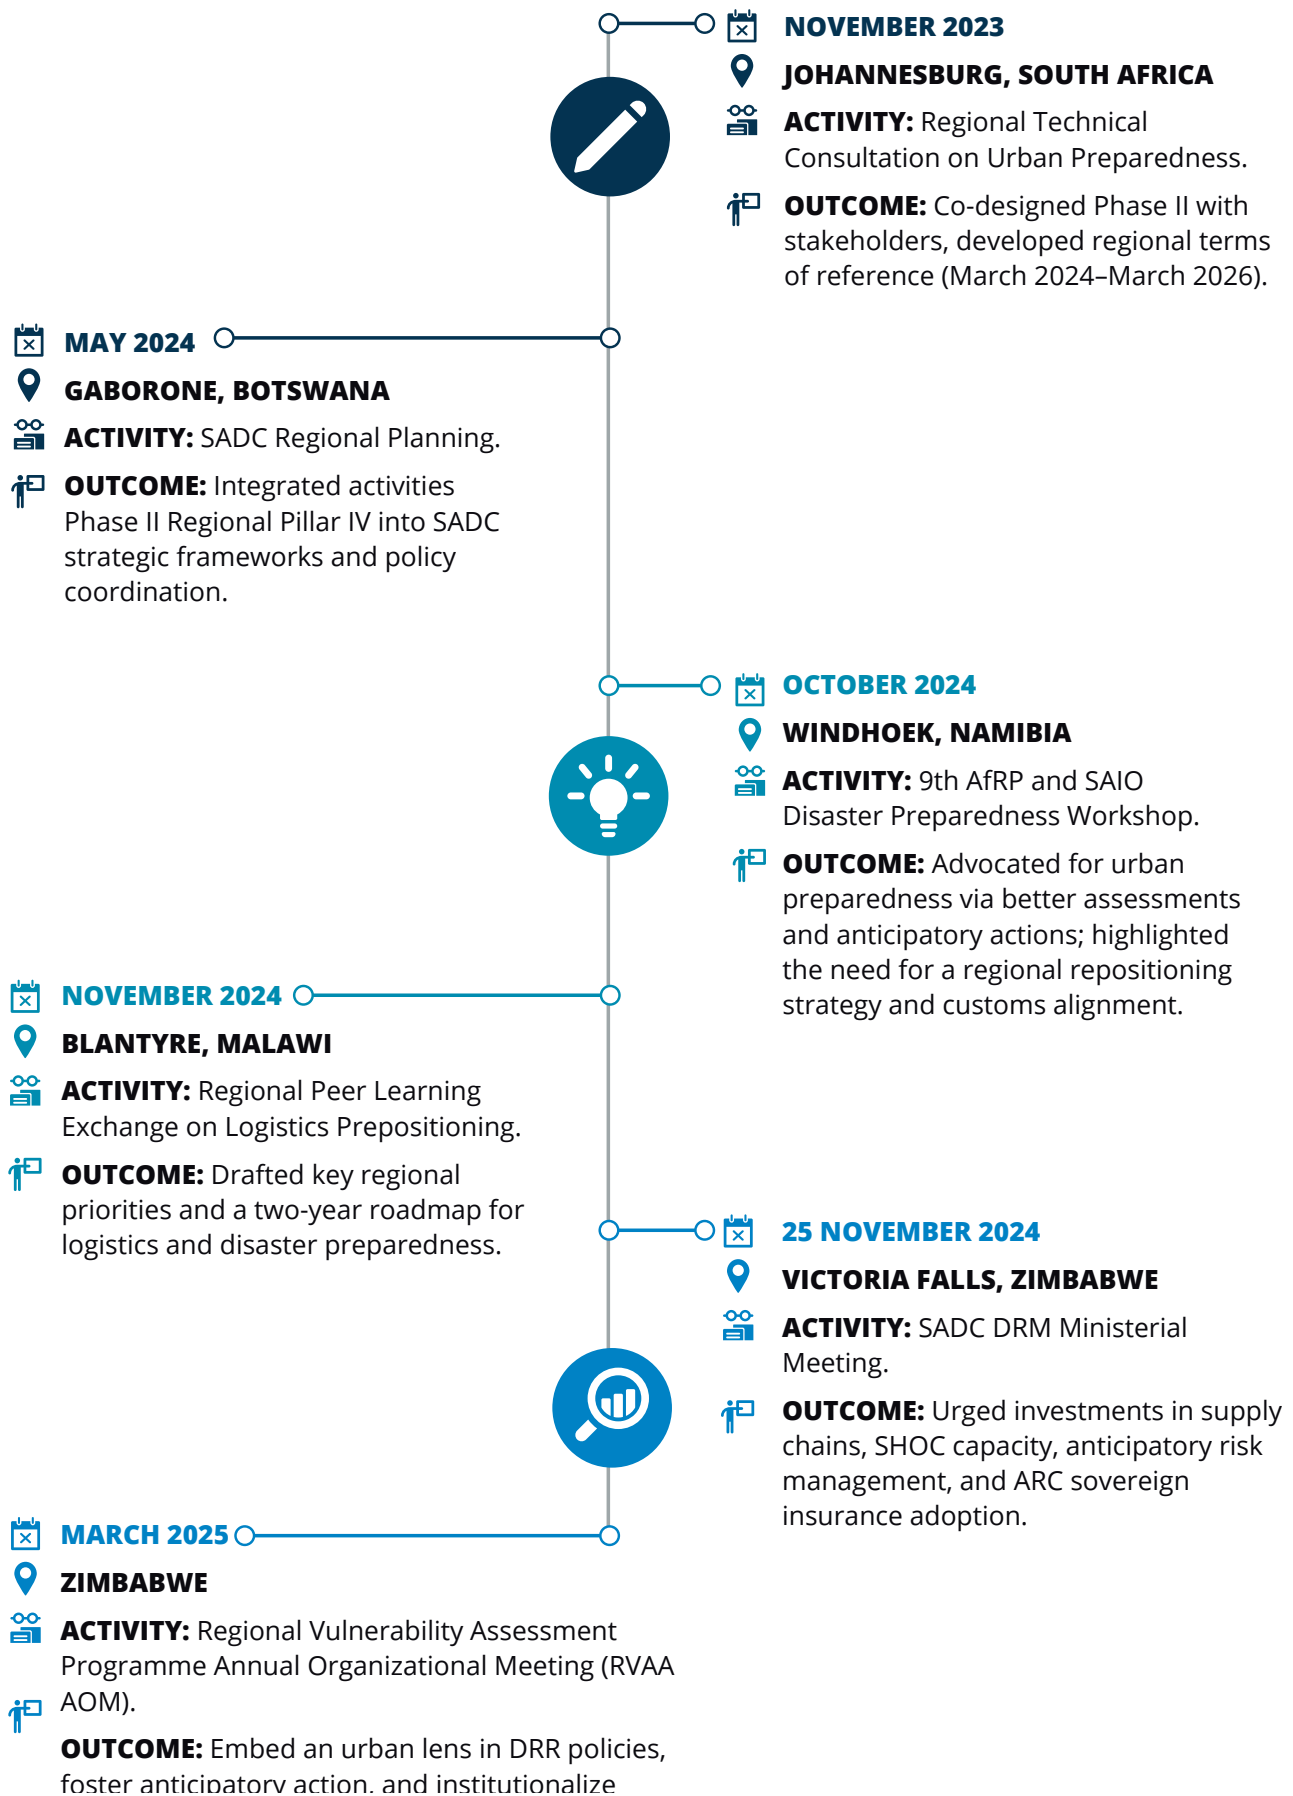 NOVEMBER 2023
JOHANNESBURG, SOUTH AFRICA
ACTIVITY: Regional Technical
Consultation on Urban Preparedness.
OUTCOME: Co-designed Phase II with
stakeholders, developed regional terms
of reference (March 2024–March 2026).
MAY 2024
GABORONE, BOTSWANA
ACTIVITY: SADC Regional Planning.
OUTCOME: Integrated activities
Phase II Regional Pillar IV into SADC
strategic frameworks and policy
coordination.
OCTOBER 2024
WINDHOEK, NAMIBIA
ACTIVITY: 9th AfRP and SAIO
Disaster Preparedness Workshop.
OUTCOME: Advocated for urban
preparedness via better assessments
and anticipatory actions; highlighted
the need for a regional repositioning
strategy and customs alignment.
NOVEMBER 2024
BLANTYRE, MALAWI
ACTIVITY: Regional Peer Learning
Exchange on Logistics Prepositioning.
OUTCOME: Drafted key regional
priorities and a two-year roadmap for
logistics and disaster preparedness.
25 NOVEMBER 2024
VICTORIA FALLS, ZIMBABWE
ACTIVITY: SADC DRM Ministerial
Meeting.
OUTCOME: Urged investments in supply
chains, SHOC capacity, anticipatory risk
management, and ARC sovereign
insurance adoption.
MARCH 2025
ZIMBABWE
ACTIVITY: Regional Vulnerability Assessment
Programme Annual Organizational Meeting (RVAA
AOM).
OUTCOME: Embed an urban lens in DRR policies,
foster anticipatory action, and institutionalize